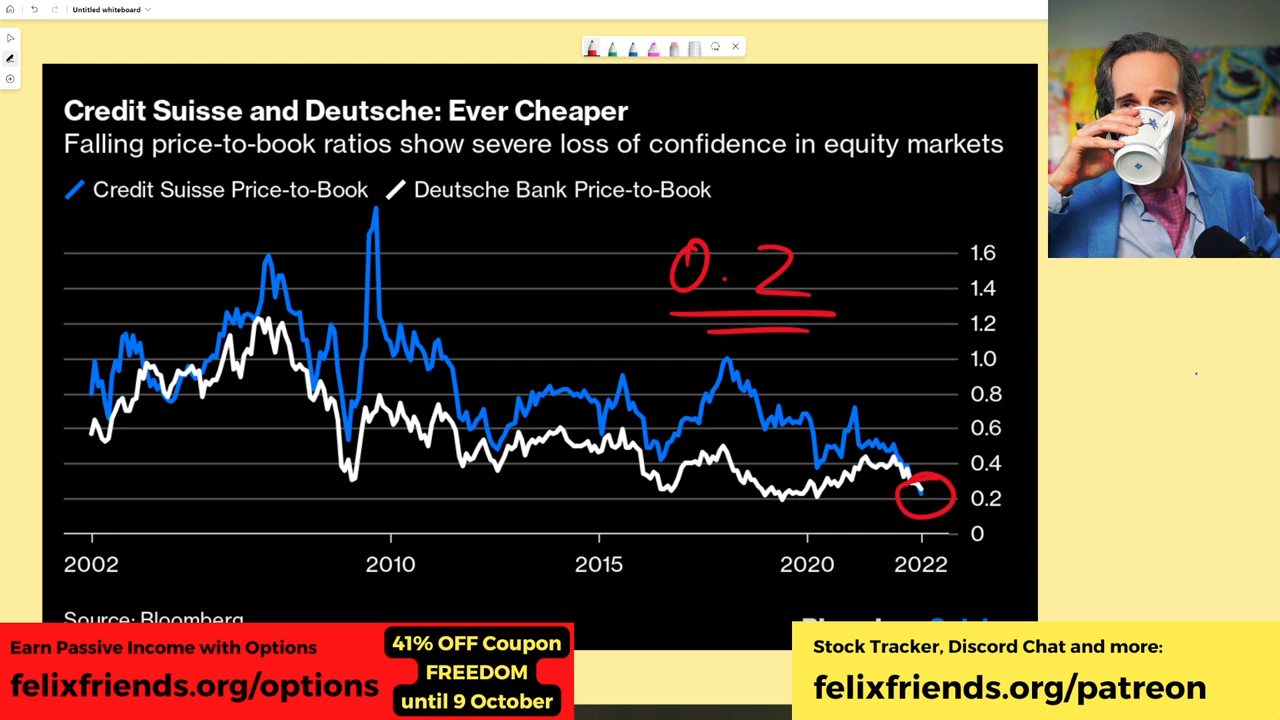 Untitled whiteboard
Credit Suisse and Deutsche: Ever Cheaper
Falling price-to-book ratios show severe loss of confidence in equity markets
Credit Suisse Price-to-Book Deutsche Bank Price-to-Book
0.2
1.6
1.4
1.2
1.0
0.8
0.6
0.4
0.2
0
2002 2010 2015 2020 2022
Source: Bloomberg
Earn Passive Income with Options
felixfriends.org/options
41% OFF Coupon
FREEDOM
until 9 October
Stock Tracker, Discord Chat and more:
felixfriends.org/patreon